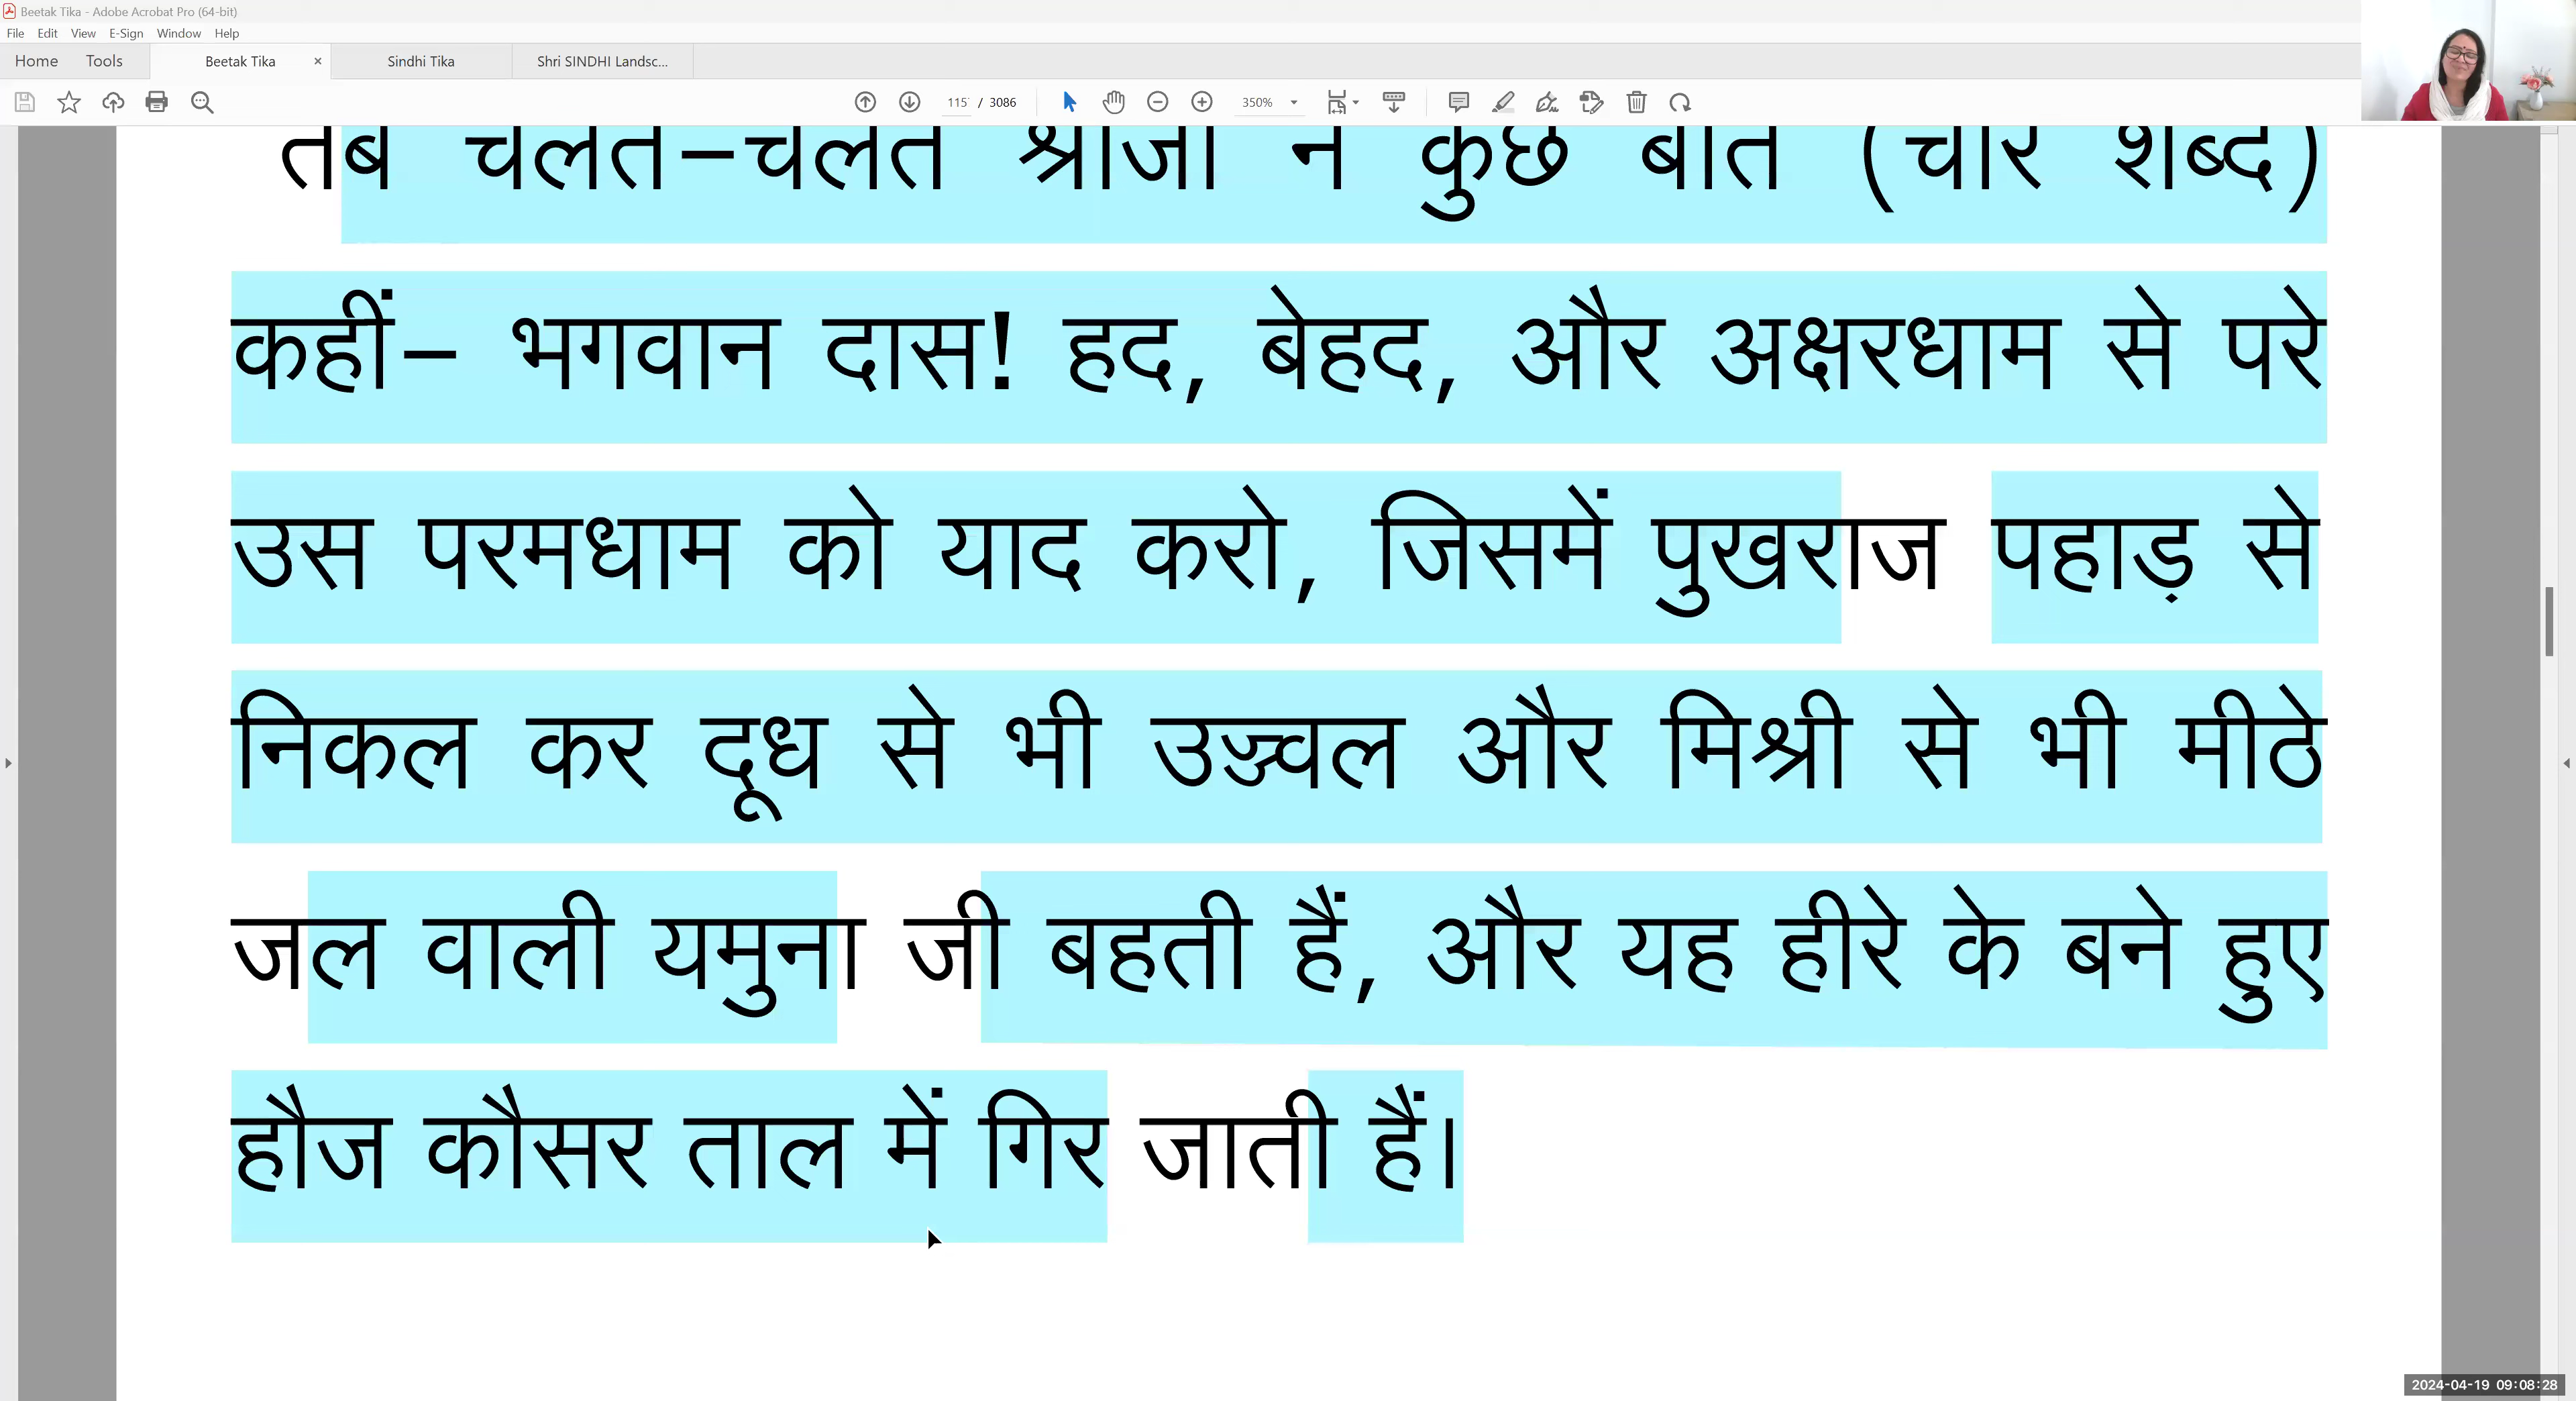 Beetak Tika - Adobe Acrobat Pro (64-bit)
File Edit View E-Sign Window Help
Home Tools Beetak Tika × Sindhi Tika Shri SINDHI Landsc...
115 / 3086 350%
तब चलते-चलते श्रीजी ने कुछ बातें (चार शब्द)
कहीं- भगवान दास! हद, बेहद, और अक्षरधाम से परे
उस परमधाम को याद करो, जिसमें पुखराज पहाड़ से
निकल कर दूध से भी उज्ज्वल और मिश्री से भी मीठे
जल वाली यमुना जी बहती हैं, और यह हीरे के बने हुए
हौज कौसर ताल में गिर जाती हैं।
2024-04-19 09:08:28